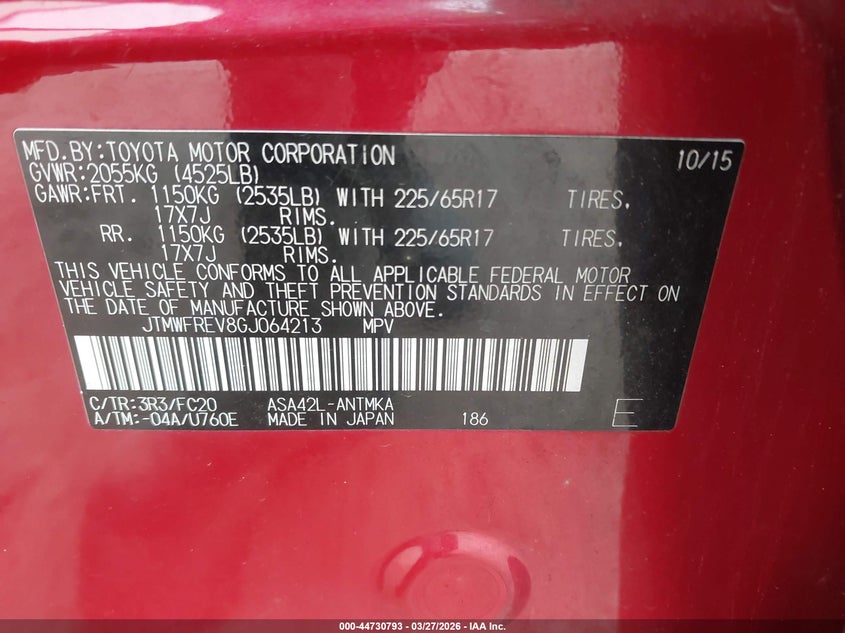 MFD.BY:TOYOTA MOTOR CORPORATION 10/15
GVWR:2055KG (4525LB)
GAWR:FRT. 1150KG (2535LB) WITH 225/65R17 TIRES,
17X7J RIMS.
RR. 1150KG (2535LB) WITH 225/65R17 TIRES,
17X7J RIMS.
THIS VEHICLE CONFORMS TO ALL APPLICABLE FEDERAL MOTOR
VEHICLE SAFETY AND THEFT PREVENTION STANDARDS IN EFFECT ON
THE DATE OF MANUFACTURE SHOWN ABOVE.
JTMWFREV8GJ064213 MPV
C/TR:3R3/FC20 ASA42L-ANTMKA
A/TM:-04A/U760E MADE IN JAPAN 186 E
000-44730793 - 03/27/2026 - IAA Inc.